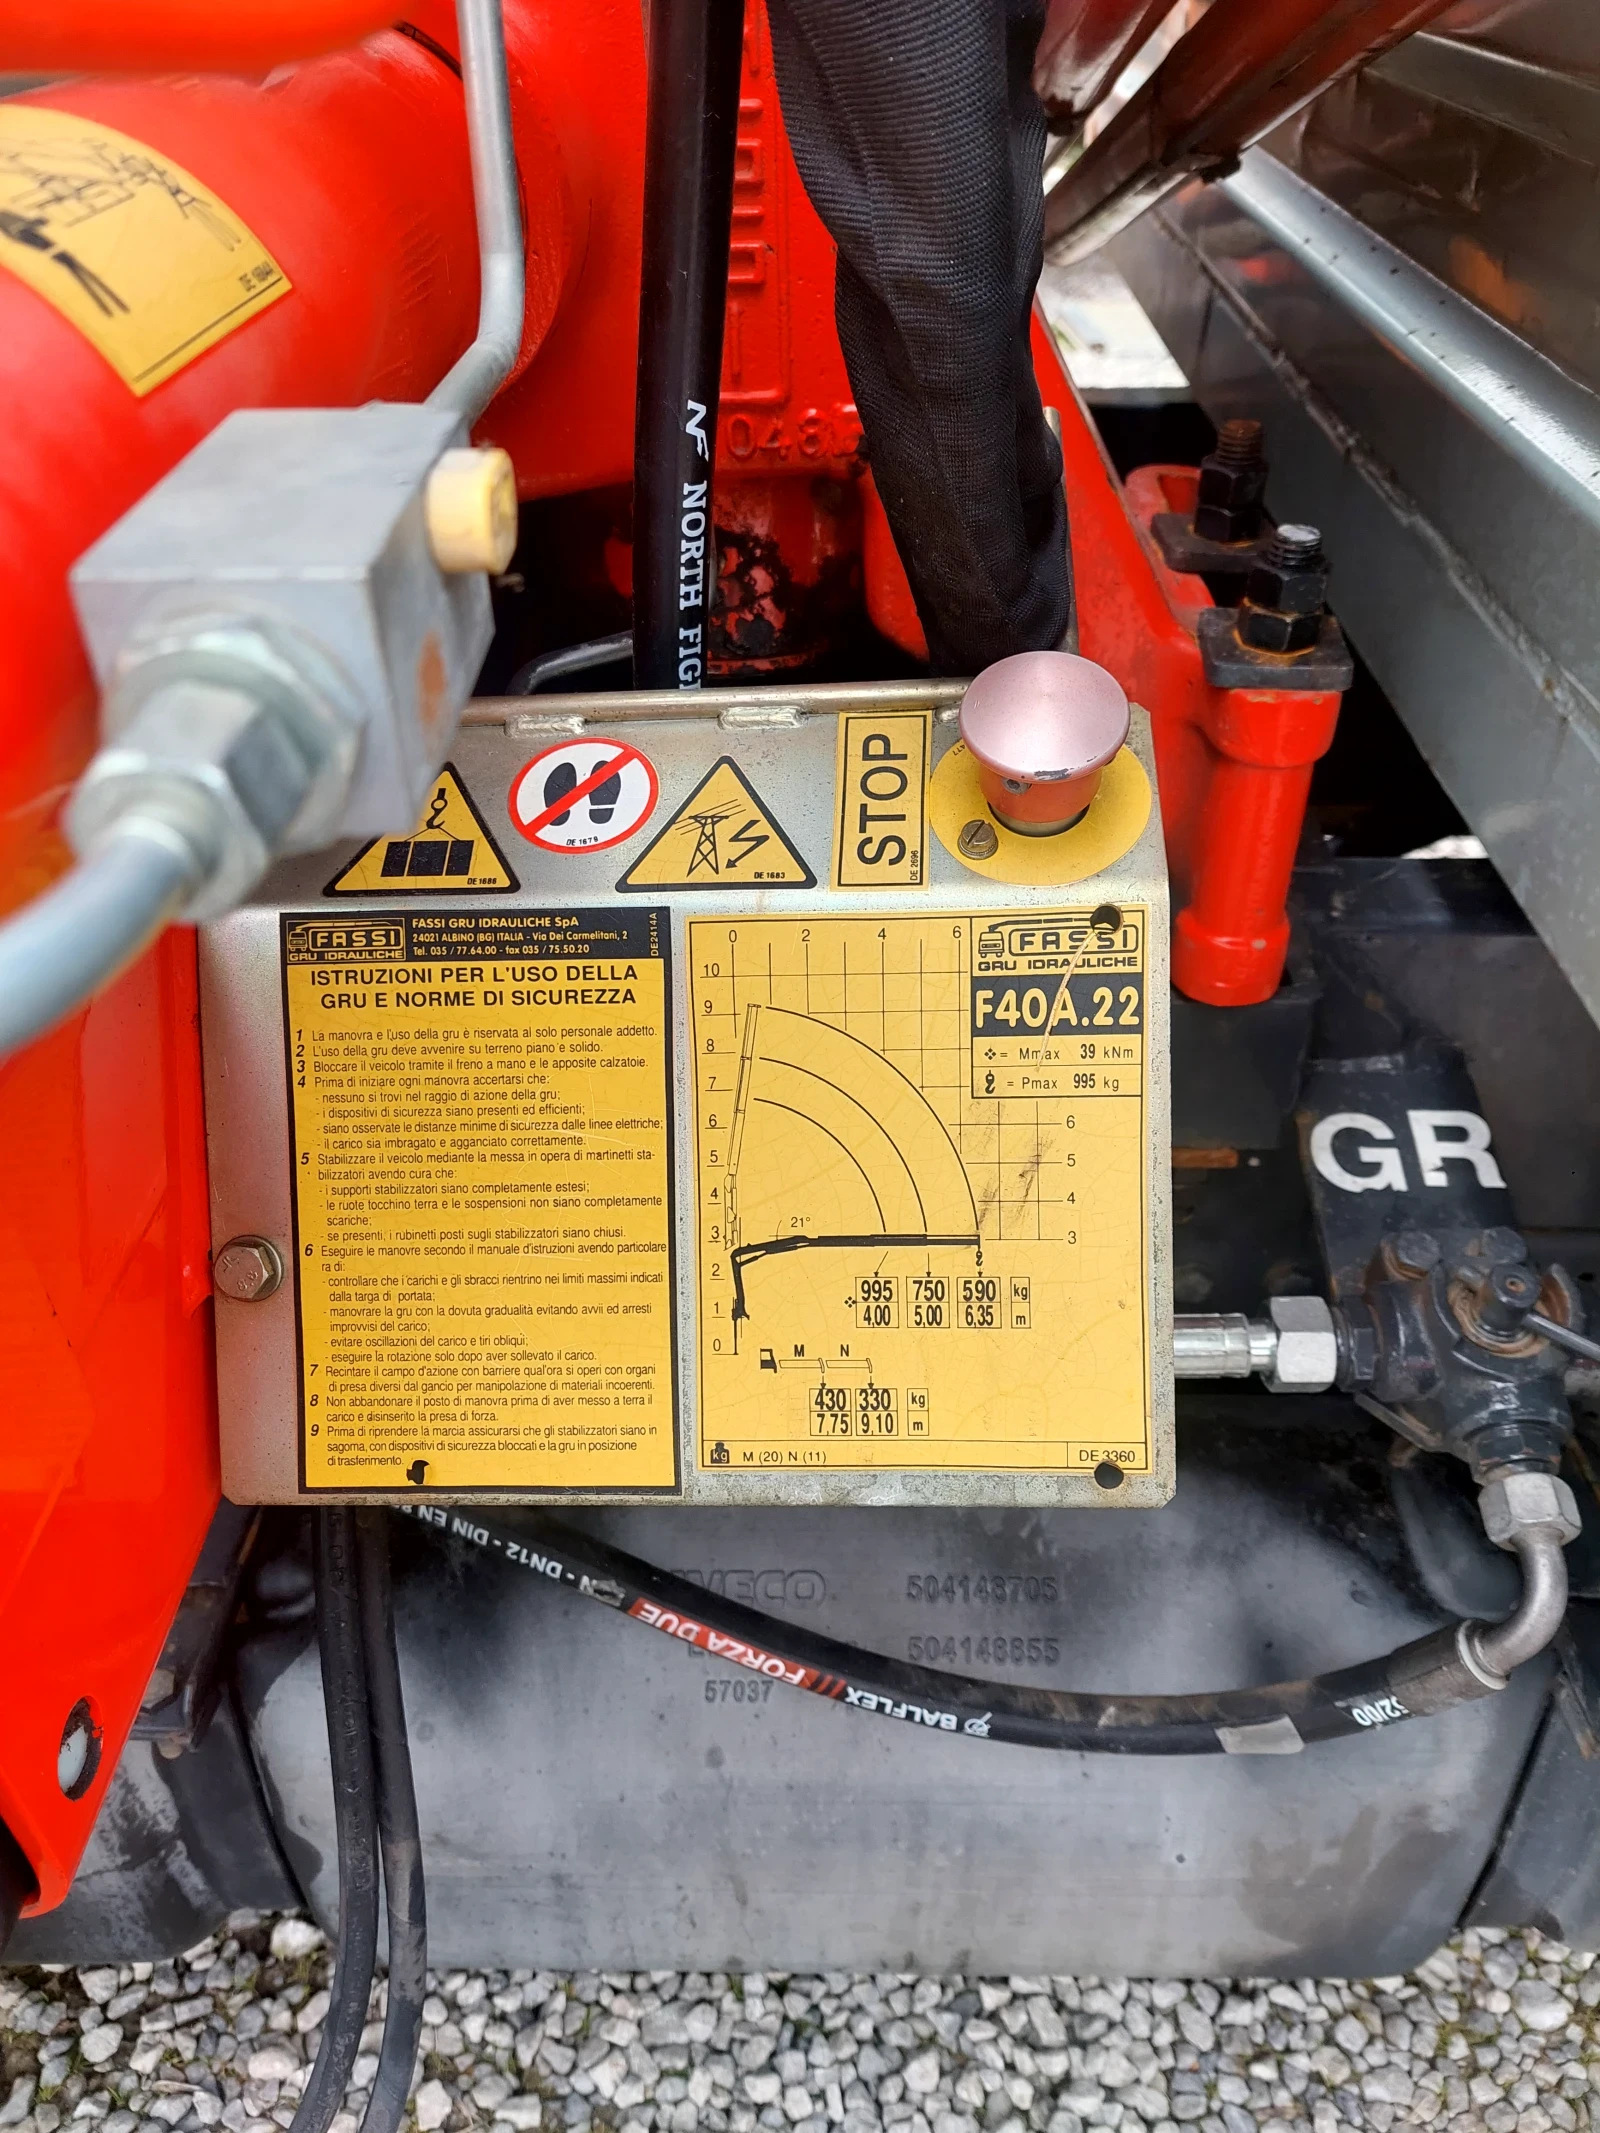 DE 1684
NF NORTH FIG
DE 1686
DE 1679
DE 1683
STOP
DE 2696
FASSI
GRU IDRAULICHE
FASSI GRU IDRAULICHE SpA
24021 ALBINO (BG) ITALIA - Via Dei Carmelitani, 2
Tel. 035 / 77.64.00 - fax 035 / 75.50.20
DE2414A
ISTRUZIONI PER L'USO DELLA
GRU E NORME DI SICUREZZA
1 La manovra e l'uso della gru è riservata al solo personale addetto.
2 L'uso della gru deve avvenire su terreno piano e solido.
3 Bloccare il veicolo tramite il freno a mano e le apposite calzatoie.
4 Prima di iniziare ogni manovra accertarsi che:
- nessuno si trovi nel raggio di azione della gru;
- i dispositivi di sicurezza siano presenti ed efficienti;
- siano osservate le distanze minime di sicurezza dalle linee elettriche;
- il carico sia imbragato e agganciato correttamente.
5 Stabilizzare il veicolo mediante la messa in opera di martinetti sta-
bilizzatori avendo cura che:
- i supporti stabilizzatori siano completamente estesi;
- le ruote tocchino terra e le sospensioni non siano completamente
scariche;
- se presenti, i rubinetti posti sugli stabilizzatori siano chiusi.
6 Eseguire le manovre secondo il manuale d'istruzioni avendo particolare
ra di:
- controllare che i carichi e gli sbracci rientrino nei limiti massimi indicati
dalla targa di portata;
- manovrare la gru con la dovuta gradualità evitando avvii ed arresti
improvvisi del carico;
- evitare oscillazioni del carico e tiri obliqui;
- eseguire la rotazione solo dopo aver sollevato il carico.
7 Recintare il campo d'azione con barriere qual'ora si operi con organi
di presa diversi dal gancio per manipolazione di materiali incoerenti.
8 Non abbandonare il posto di manovra prima di aver messo a terra il
carico e disinserito la presa di forza.
9 Prima di riprendere la marcia assicurarsi che gli stabilizzatori siano in
sagoma, con dispositivi di sicurezza bloccati e la gru in posizione
di trasferimento.
0 2 4 6
FASSI
GRU IDRAULICHE
F40A.22
= Mmax 39 kNm
= Pmax 995 kg
10
9
8
7
6 6
5 5
4 4
3 3
21°
2
1
0
995 750 590 kg
4,00 5,00 6,35 m
M N
430 330 kg
7,75 9,10 m
kg M (20) N (11)
DE 3360
GR
IVECO 504148705
504148855
57037
N - DN12 - DIN EN
BALFLEX /// FORZA DUE